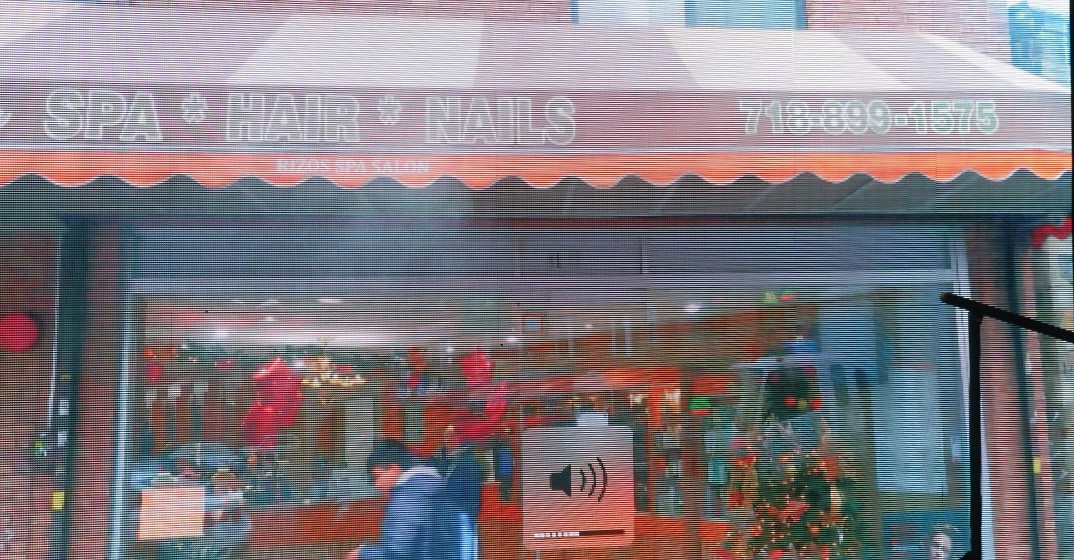 SPA * HAIR * NAILS 718-899-1575
RIZOS SPA SALON